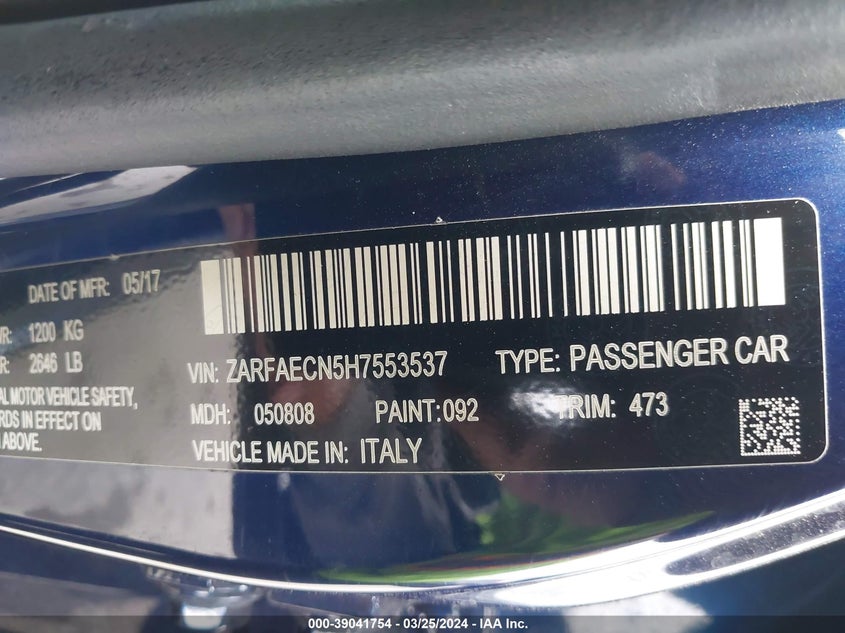 DATE OF MFR: 05/17
1200 KG
2646 LB
MOTOR VEHICLE SAFETY,
IN EFFECT ON
ABOVE.
VIN: ZARFAECN5H7553537 TYPE: PASSENGER CAR
MDH: 050808 PAINT:092 TRIM: 473
VEHICLE MADE IN: ITALY
000-39041754 — 03/25/2024 — IAA Inc.